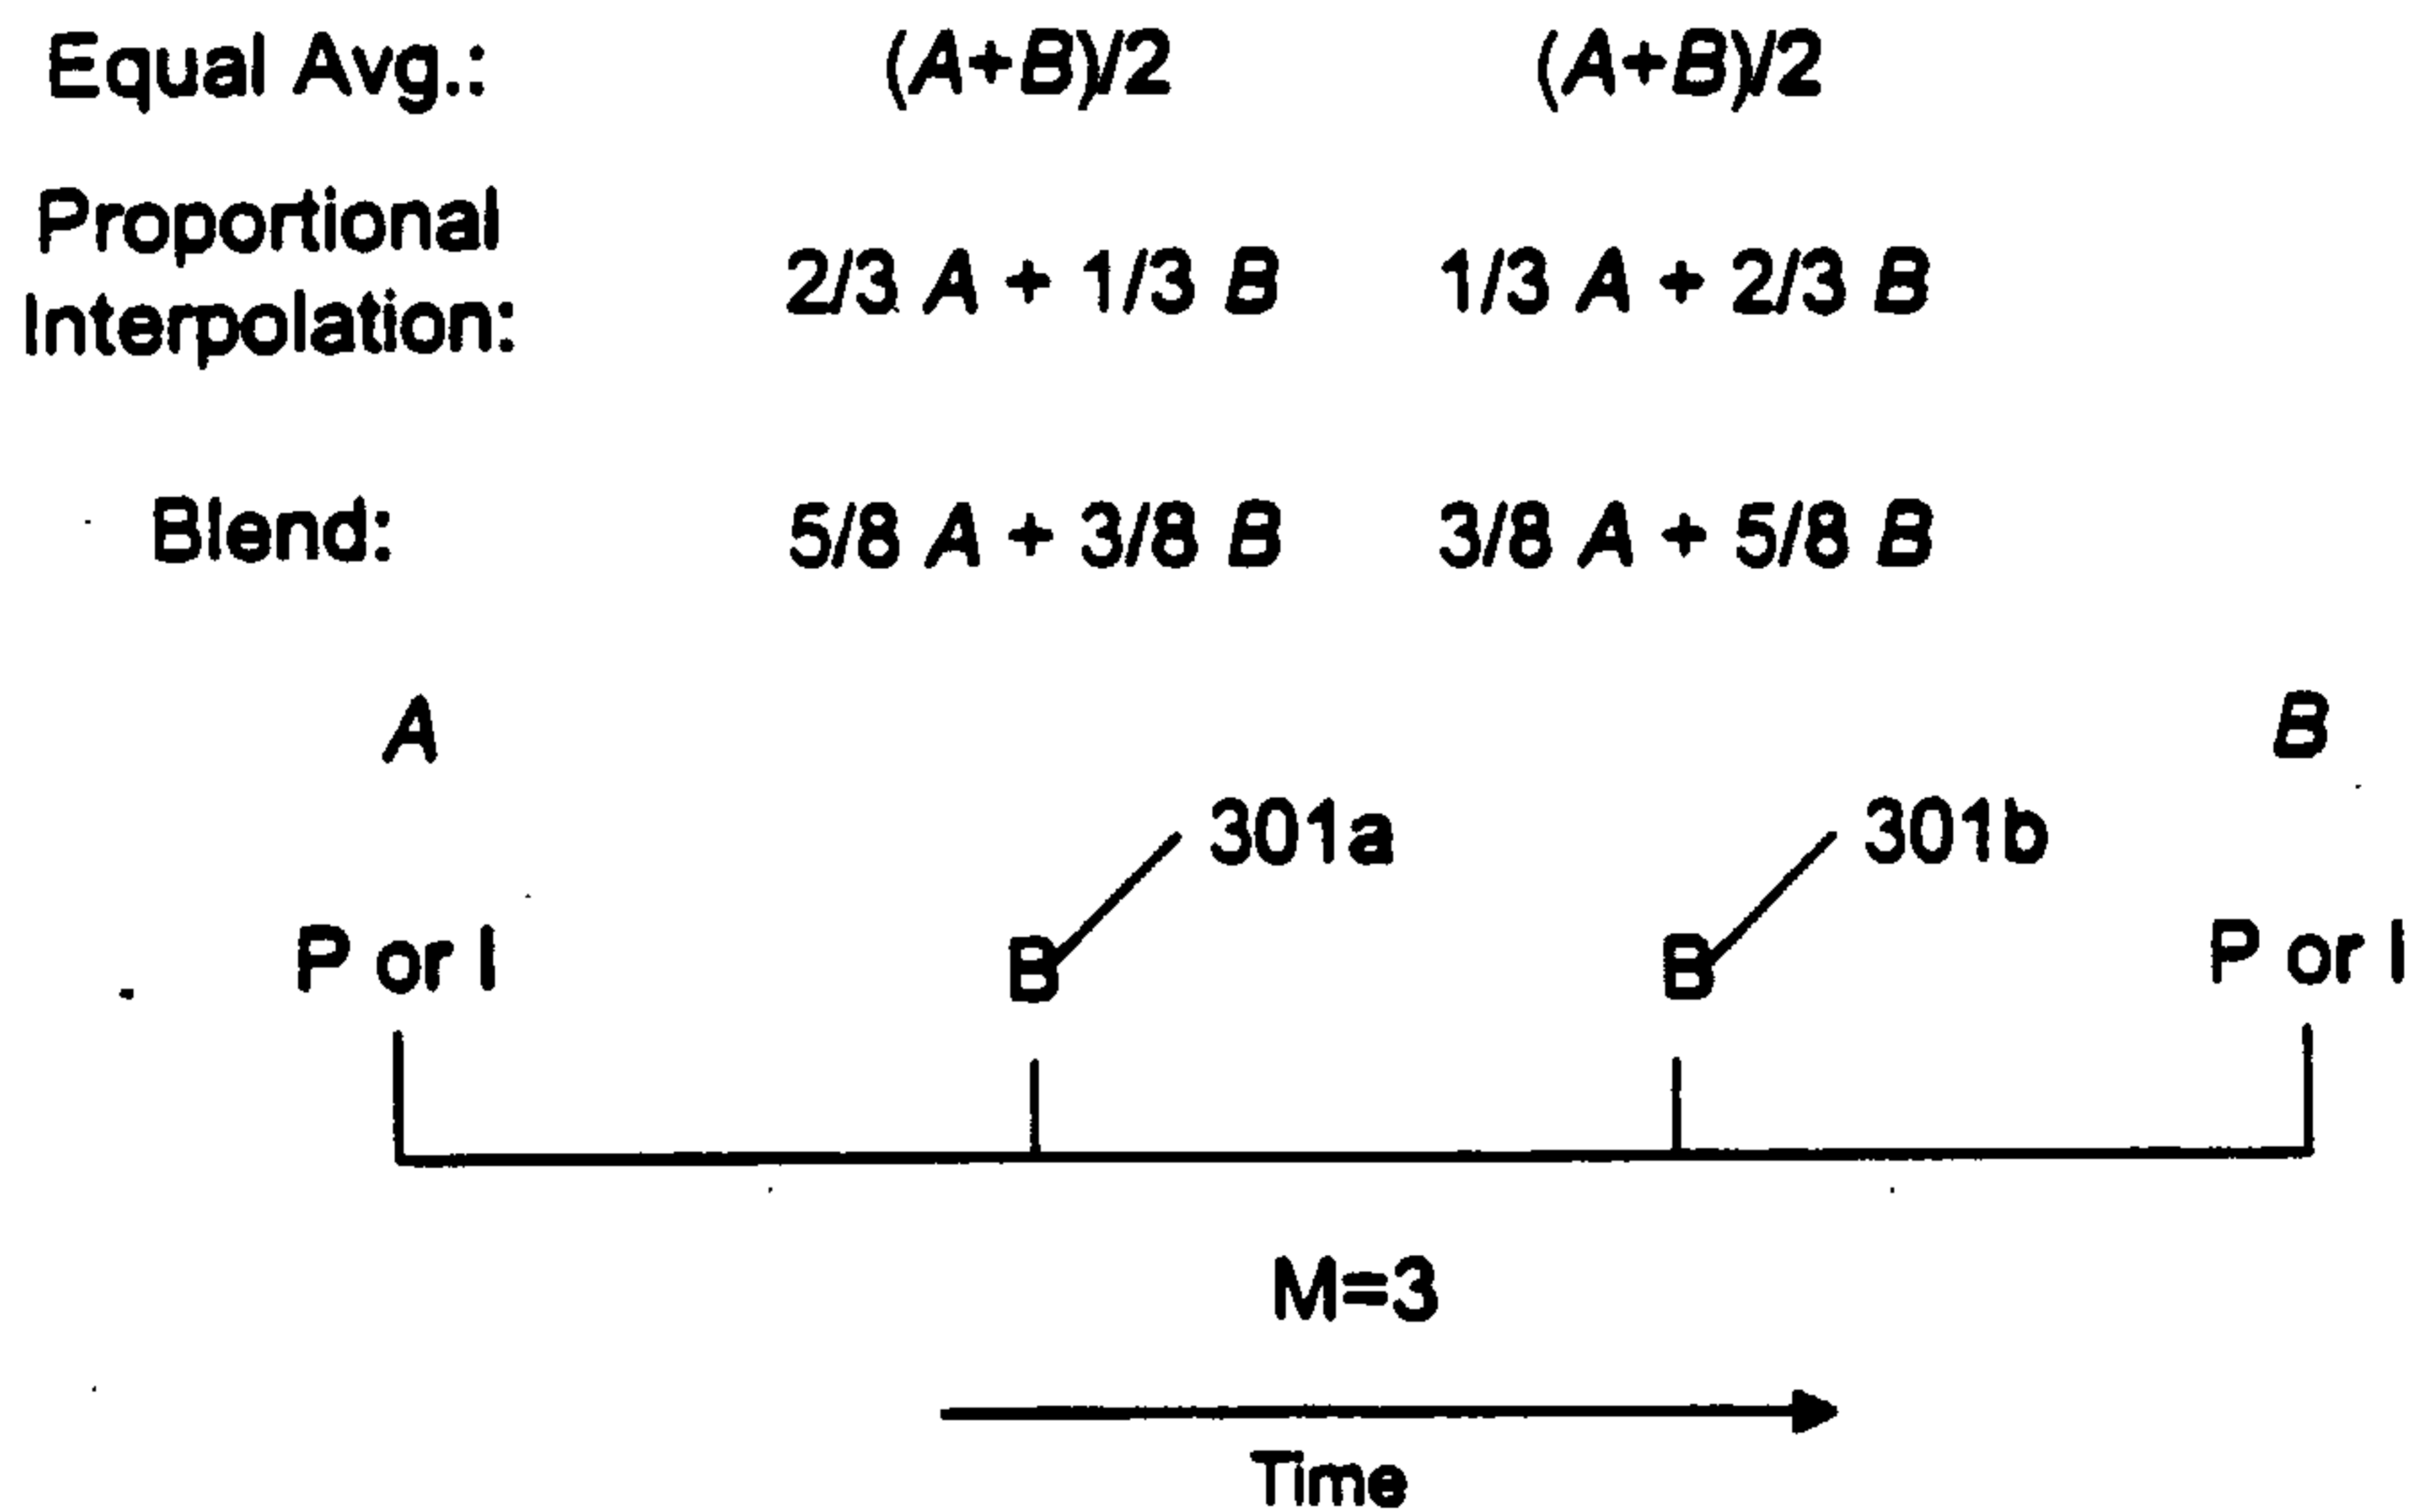 Equal Avg.: (A+B)/2 (A+B)/2
Proportional
Interpolation: 2/3 A + 1/3 B 1/3 A + 2/3 B
Blend: 5/8 A + 3/8 B 3/8 A + 5/8 B
A B
301a 301b
P or I B B P or I
M=3
Time